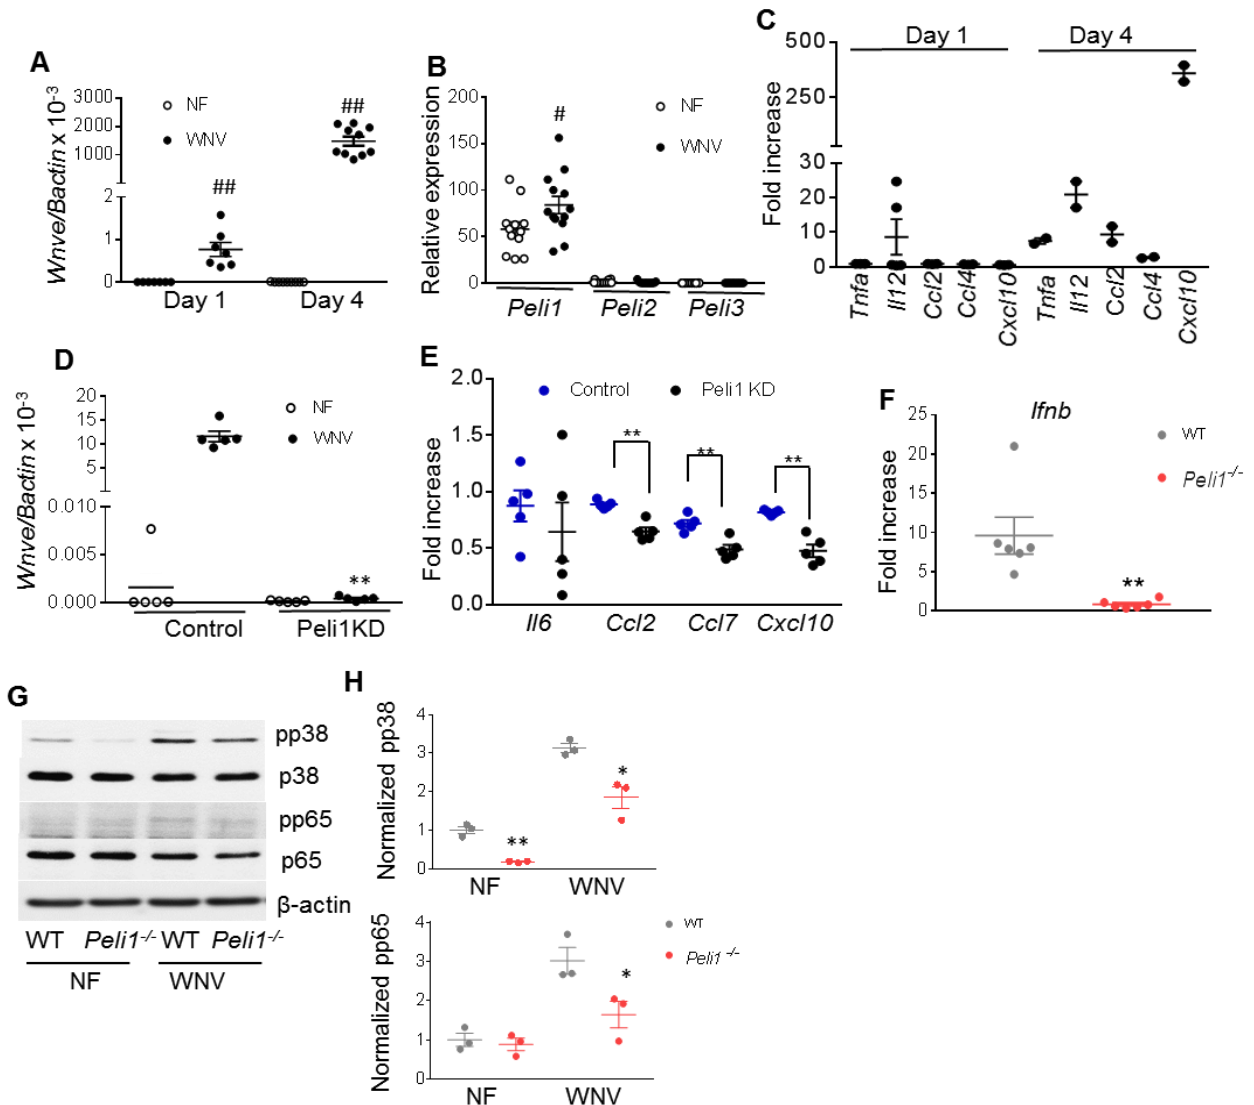 A
Wnve/Bactin x 10-3
3000
2000
1000
2
1
0
NF
WNV
##
##
Day 1
Day 4
B
Relative expression
200
150
100
50
0
NF
WNV
#
Peli1
Peli2
Peli3
C
Fold increase
500
250
30
20
10
0
Day 1
Day 4
Tnfa
Il12
Ccl2
Ccl4
Cxcl10
Tnfa
Il12
Ccl2
Ccl4
Cxcl10
D
Wnve/Bactin x 10-3
20
15
10
5
0.010
0.005
0.000
NF
WNV
**
Control
Peli1KD
E
Fold increase
2.0
1.5
1.0
0.5
0.0
Control
Peli1 KD
**
**
**
Il6
Ccl2
Ccl7
Cxcl10
F
Ifnb
Fold increase
25
20
15
10
5
0
WT
Peli1-/-
**
G
pp38
p38
pp65
p65
β-actin
WT Peli1-/- WT Peli1-/-
NF
WNV
H
Normalized pp38
4
3
2
1
0
**
*
NF
WNV
Normalized pp65
4
3
2
1
0
*
WT
Peli1 -/-
NF
WNV